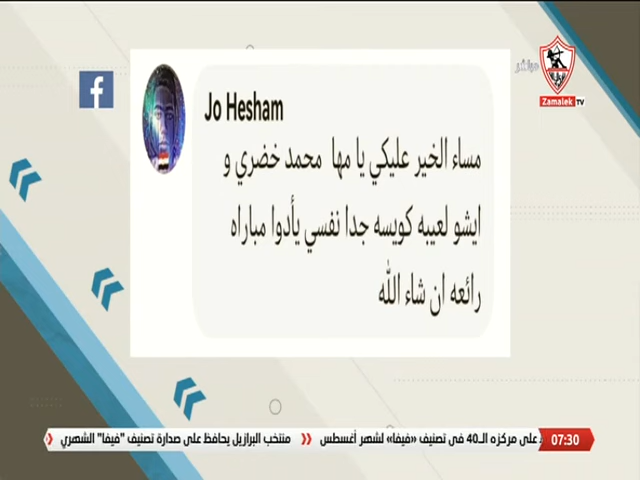 مباشر
Zamalek TV
Jo Hesham
مساء الخير عليكي يا مها محمد خضري و
ايشو لعيبه كويسه جدا نفسي يأدوا مباراه
رائعه ان شاء الله
07:30 على مركزه الـ40 فى تصنيف «فيفا» لشهر أغسطس منتخب البرازيل يحافظ على صدارة تصنيف "فيفا" الشهري